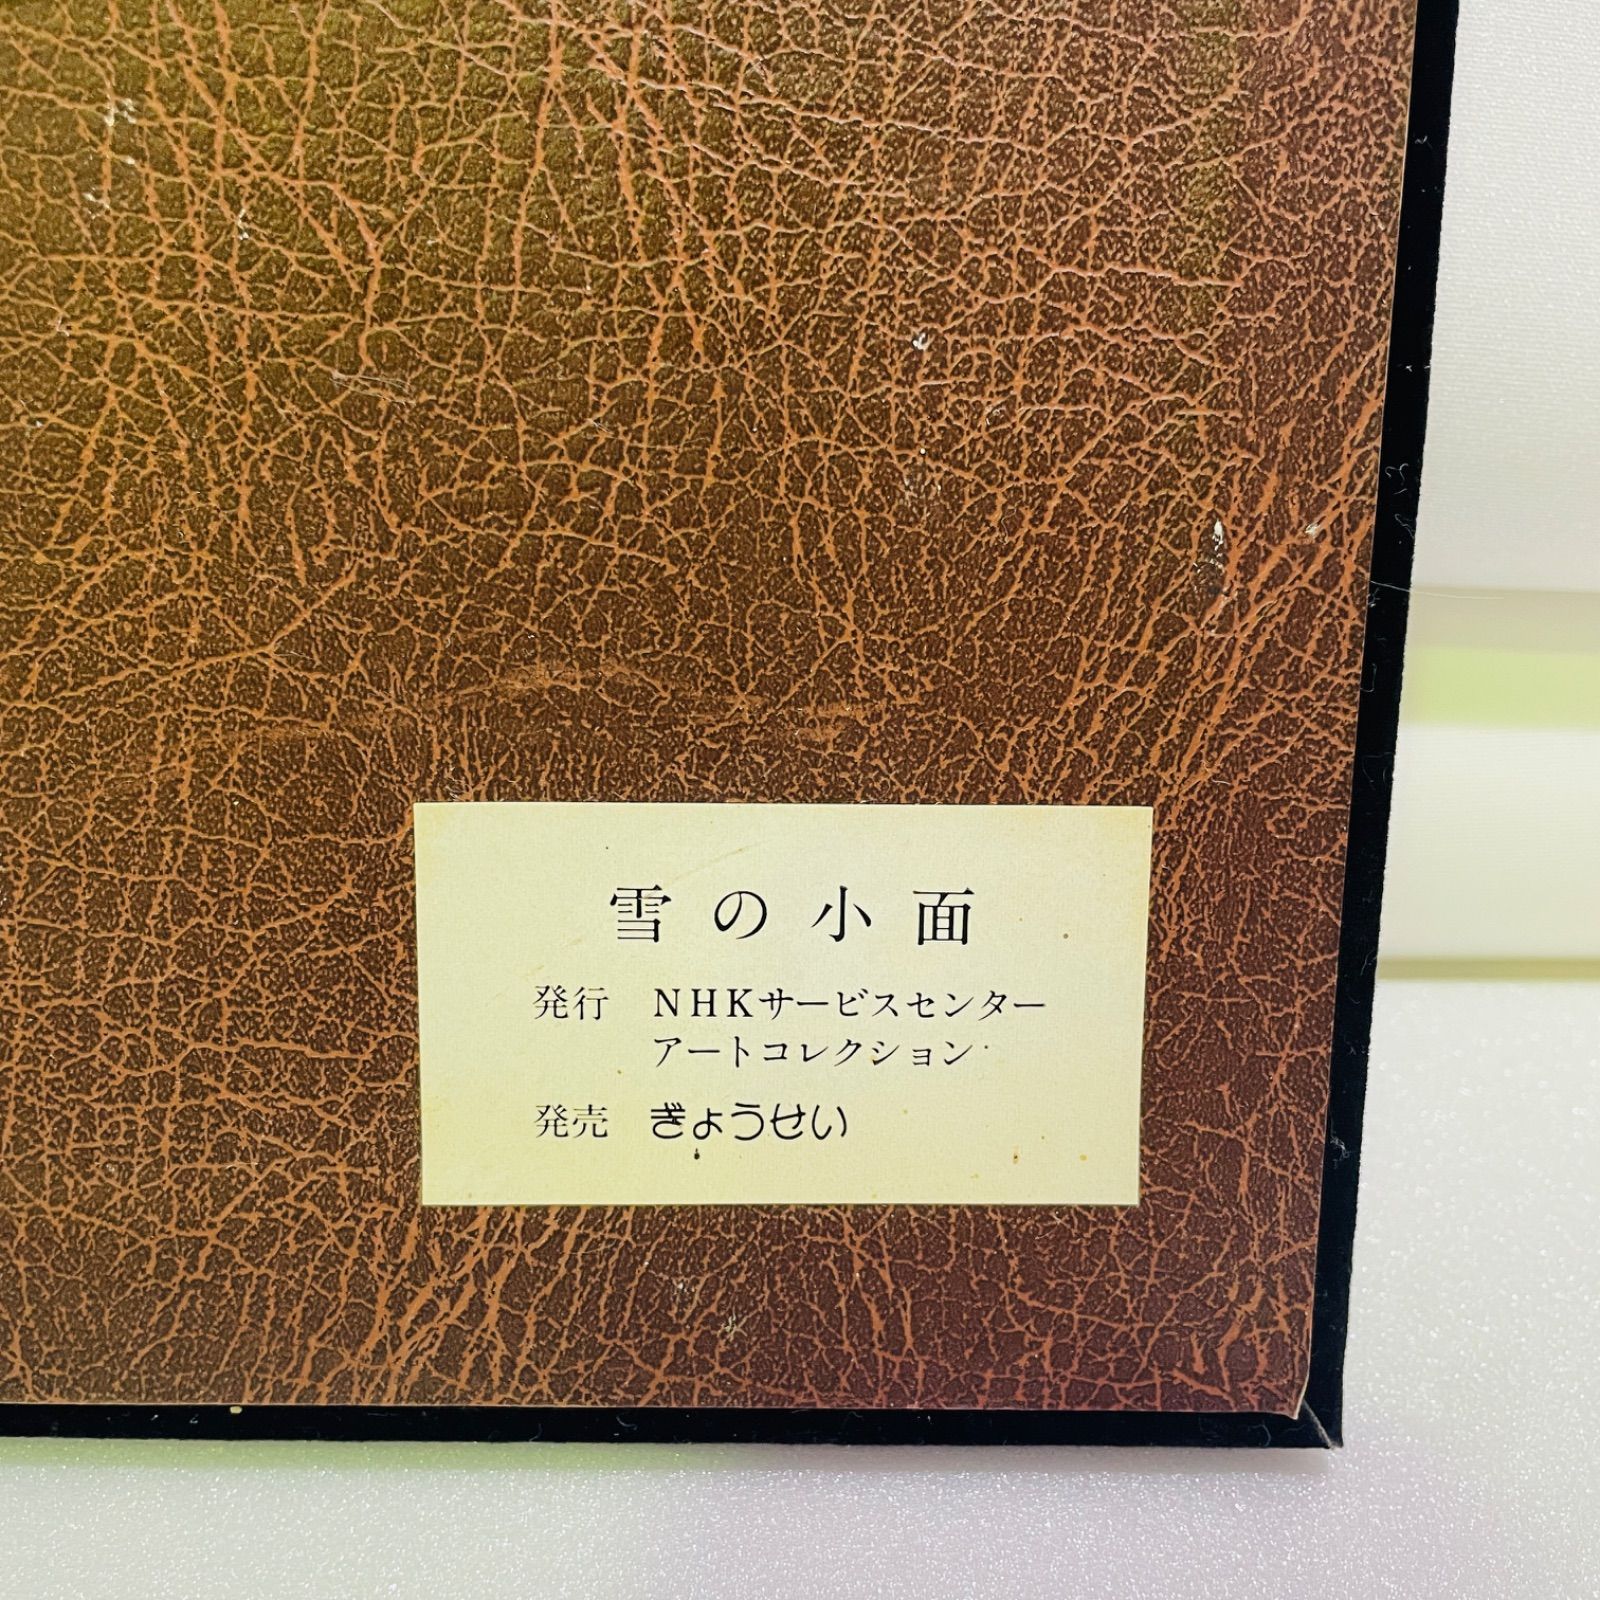 雪の小面
発行 NHKサービスセンター
アートコレクション
発売 ぎょうせい